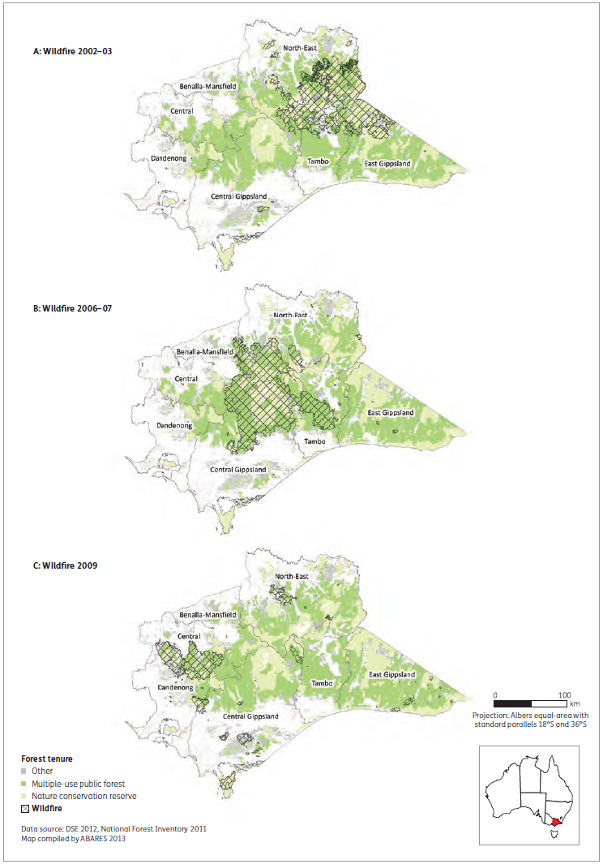 A: Wildfire 2002–03
North-East
Benalla-Mansfield
Central
Dardenong
Tambo
East Gippsland
Central Gippsland
B: Wildfire 2006–07
North-East
Benalla-Mansfield
Central
Dandenong
East Gippsland
Tambo
Central Gippsland
C: Wildfire 2009
North-East
Benalla-Mansfield
Central
Dandenong
East Gippsland
Tambo
Central Gippsland
0 100
km
Projection: Albers equal-area with
standard parallels 18°S and 36°S
Forest tenure
Other
Multiple-use public forest
Nature conservation reserve
Wildfire
Data source: DSE 2012, National Forest Inventory 2011
Map compiled by ABARES 2013